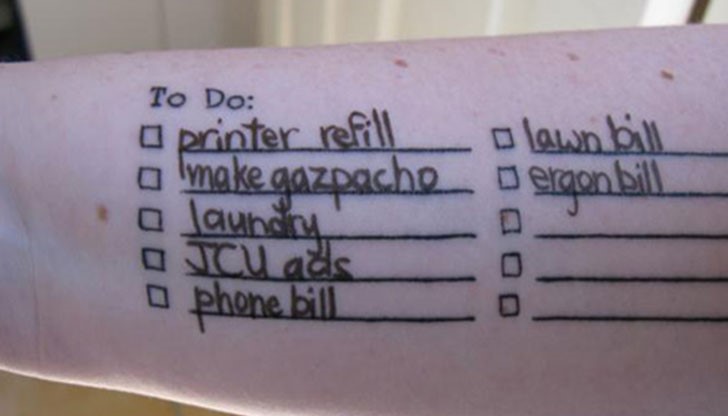 To Do:
printer refill
make gazpacho
laundry
JCU ads
phone bill
lawn bill
ergon bill